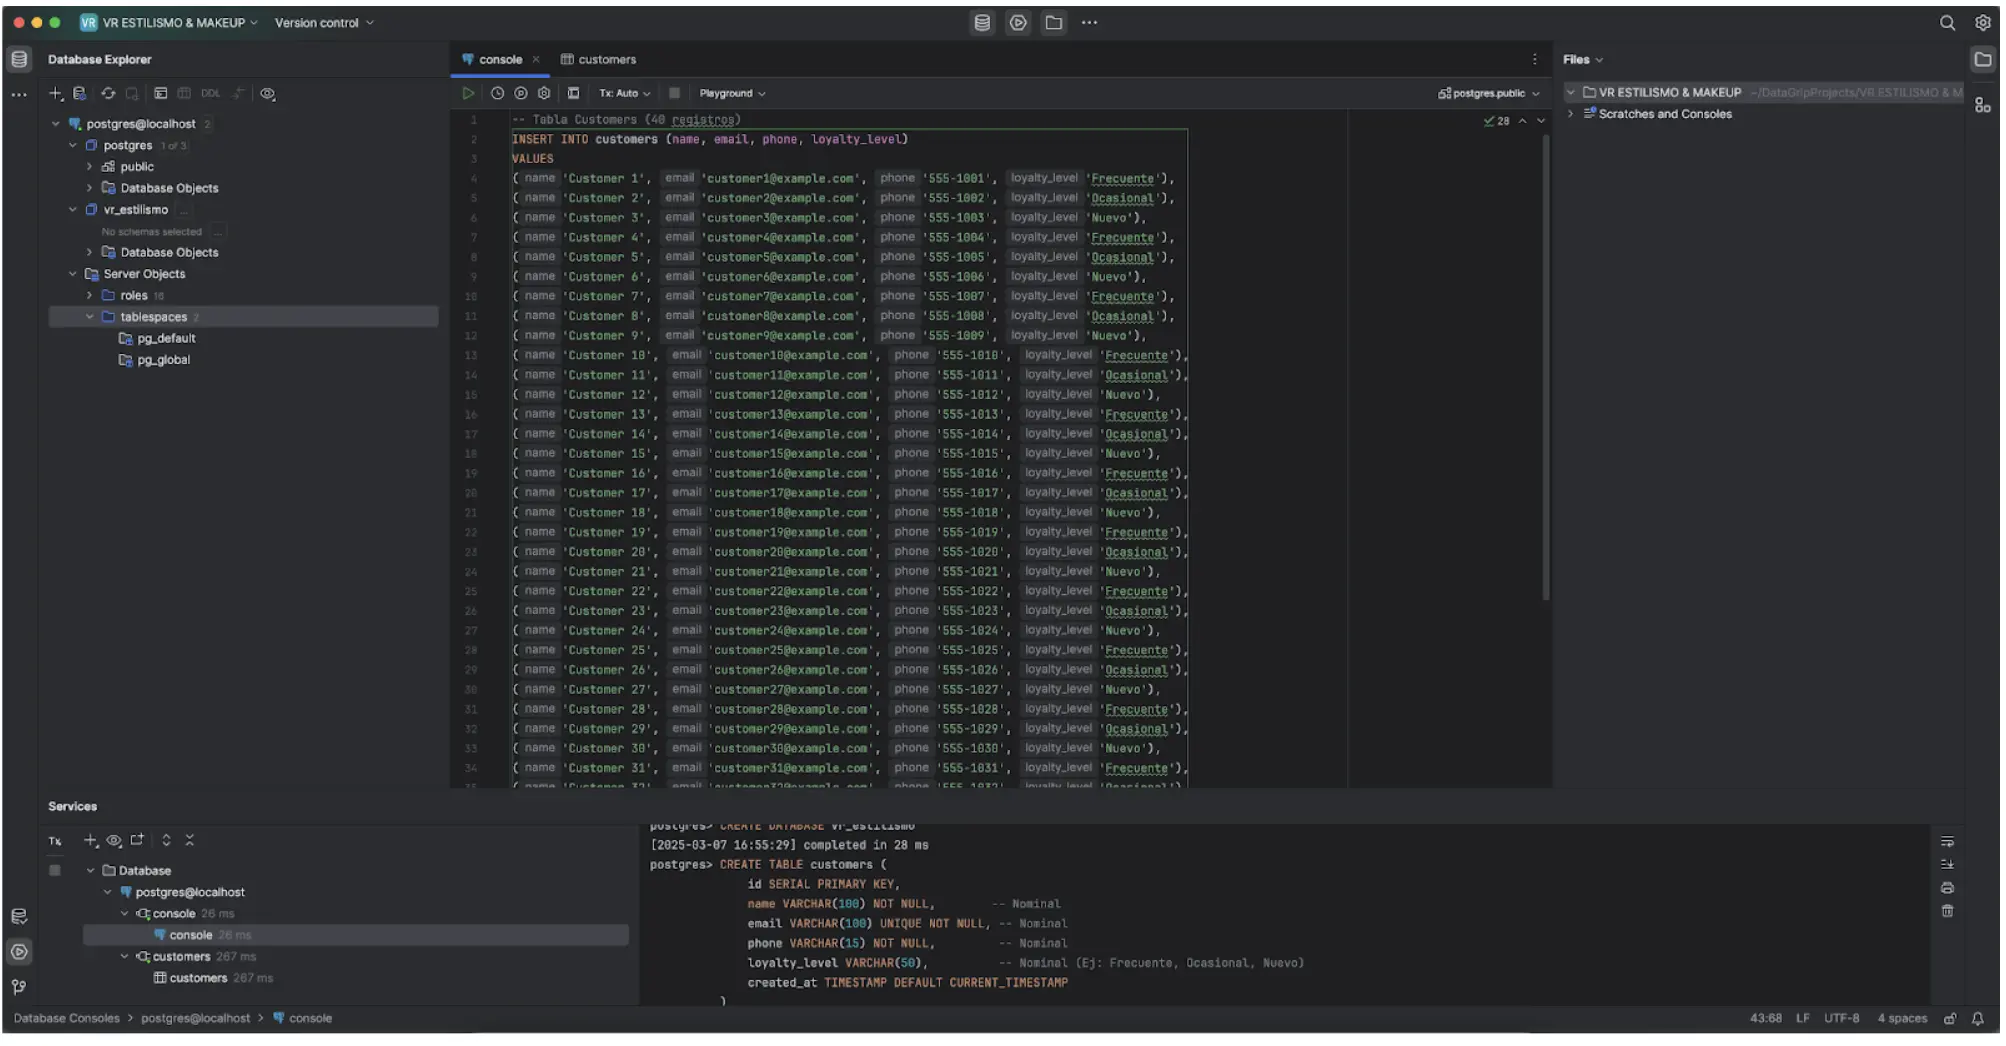 VR VR ESTILISMO & MAKEUP Version control
Database Explorer
DDL
postgres@localhost 2
postgres 1 of 3
public
Database Objects
vr_estilismo ...
No schemas selected ...
Database Objects
Server Objects
roles 16
tablespaces 2
pg_default
pg_global
console customers
Tx: Auto Playground postgres.public
28
1 -- Tabla Customers (40 registros)
2 INSERT INTO customers (name, email, phone, loyalty_level)
3 VALUES
4 ( name 'Customer 1', email 'customer1@example.com', phone '555-1001', loyalty_level 'Frecuente'),
5 ( name 'Customer 2', email 'customer2@example.com', phone '555-1002', loyalty_level 'Ocasional'),
6 ( name 'Customer 3', email 'customer3@example.com', phone '555-1003', loyalty_level 'Nuevo'),
7 ( name 'Customer 4', email 'customer4@example.com', phone '555-1004', loyalty_level 'Frecuente'),
8 ( name 'Customer 5', email 'customer5@example.com', phone '555-1005', loyalty_level 'Ocasional'),
9 ( name 'Customer 6', email 'customer6@example.com', phone '555-1006', loyalty_level 'Nuevo'),
10 ( name 'Customer 7', email 'customer7@example.com', phone '555-1007', loyalty_level 'Frecuente'),
11 ( name 'Customer 8', email 'customer8@example.com', phone '555-1008', loyalty_level 'Ocasional'),
12 ( name 'Customer 9', email 'customer9@example.com', phone '555-1009', loyalty_level 'Nuevo'),
13 ( name 'Customer 10', email 'customer10@example.com', phone '555-1010', loyalty_level 'Frecuente'),
14 ( name 'Customer 11', email 'customer11@example.com', phone '555-1011', loyalty_level 'Ocasional'),
15 ( name 'Customer 12', email 'customer12@example.com', phone '555-1012', loyalty_level 'Nuevo'),
16 ( name 'Customer 13', email 'customer13@example.com', phone '555-1013', loyalty_level 'Frecuente'),
17 ( name 'Customer 14', email 'customer14@example.com', phone '555-1014', loyalty_level 'Ocasional'),
18 ( name 'Customer 15', email 'customer15@example.com', phone '555-1015', loyalty_level 'Nuevo'),
19 ( name 'Customer 16', email 'customer16@example.com', phone '555-1016', loyalty_level 'Frecuente'),
20 ( name 'Customer 17', email 'customer17@example.com', phone '555-1017', loyalty_level 'Ocasional'),
21 ( name 'Customer 18', email 'customer18@example.com', phone '555-1018', loyalty_level 'Nuevo'),
22 ( name 'Customer 19', email 'customer19@example.com', phone '555-1019', loyalty_level 'Frecuente'),
23 ( name 'Customer 20', email 'customer20@example.com', phone '555-1020', loyalty_level 'Ocasional'),
24 ( name 'Customer 21', email 'customer21@example.com', phone '555-1021', loyalty_level 'Nuevo'),
25 ( name 'Customer 22', email 'customer22@example.com', phone '555-1022', loyalty_level 'Frecuente'),
26 ( name 'Customer 23', email 'customer23@example.com', phone '555-1023', loyalty_level 'Ocasional'),
27 ( name 'Customer 24', email 'customer24@example.com', phone '555-1024', loyalty_level 'Nuevo'),
28 ( name 'Customer 25', email 'customer25@example.com', phone '555-1025', loyalty_level 'Frecuente'),
29 ( name 'Customer 26', email 'customer26@example.com', phone '555-1026', loyalty_level 'Ocasional'),
30 ( name 'Customer 27', email 'customer27@example.com', phone '555-1027', loyalty_level 'Nuevo'),
31 ( name 'Customer 28', email 'customer28@example.com', phone '555-1028', loyalty_level 'Frecuente'),
32 ( name 'Customer 29', email 'customer29@example.com', phone '555-1029', loyalty_level 'Ocasional'),
33 ( name 'Customer 30', email 'customer30@example.com', phone '555-1030', loyalty_level 'Nuevo'),
34 ( name 'Customer 31', email 'customer31@example.com', phone '555-1031', loyalty_level 'Frecuente'),
Files
VR ESTILISMO & MAKEUP ~/DataGripProjects/VR ESTILISMO & M
Scratches and Consoles
Services
Tx
Database
postgres@localhost
console 26 ms
console 26 ms
customers 267 ms
customers 267 ms
postgres> CREATE DATABASE vr_estilismo
[2025-03-07 16:55:29] completed in 28 ms
postgres> CREATE TABLE customers (
id SERIAL PRIMARY KEY,
name VARCHAR(100) NOT NULL, -- Nominal
email VARCHAR(100) UNIQUE NOT NULL, -- Nominal
phone VARCHAR(15) NOT NULL, -- Nominal
loyalty_level VARCHAR(50), -- Nominal (Ej: Frecuente, Ocasional, Nuevo)
created_at TIMESTAMP DEFAULT CURRENT_TIMESTAMP
)
Database Consoles > postgres@localhost > console
43:68 LF UTF-8 4 spaces